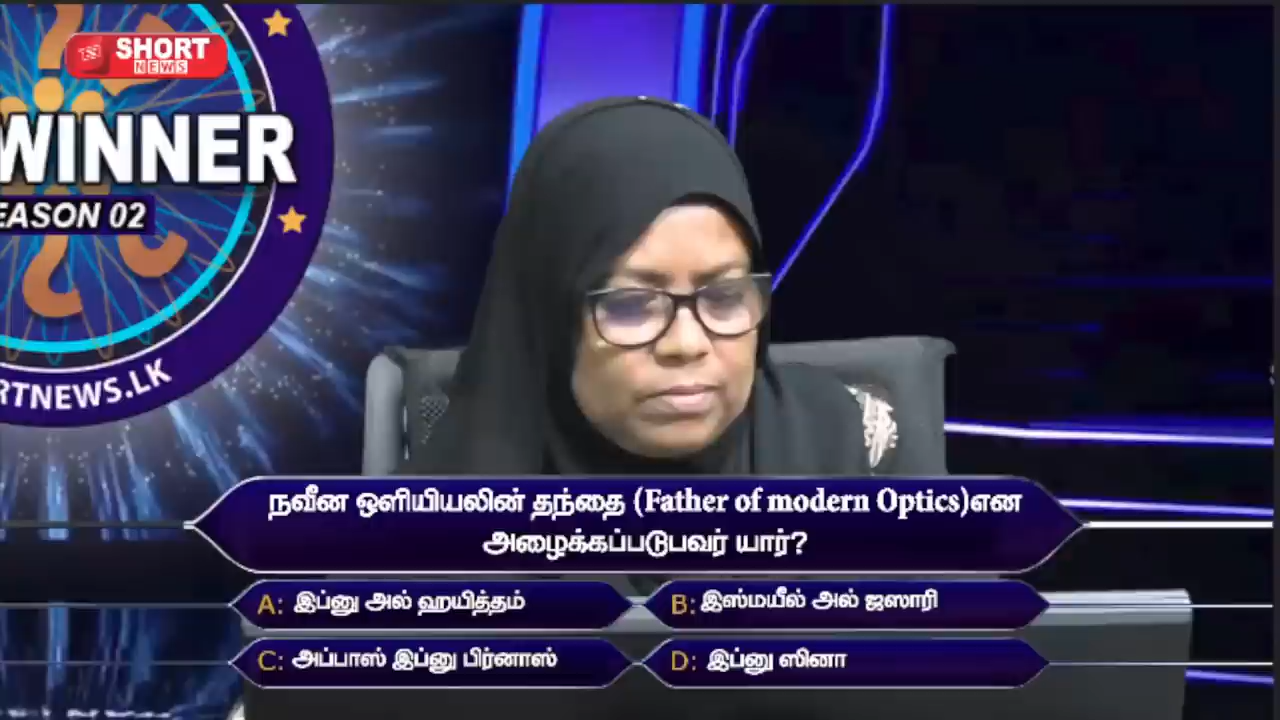 SHORT
NEWS
WINNER
EASON 02
RTNEWS.LK
நவீன ஒளியியலின் தந்தை (Father of modern Optics)என
அழைக்கப்படுபவர் யார்?
A: இப்னு அல் ஹயித்தம்
B: இஸ்மயீல் அல் ஜஸாரி
C: அப்பாஸ் இப்னு பிர்னாஸ்
D: இப்னு ஸினா